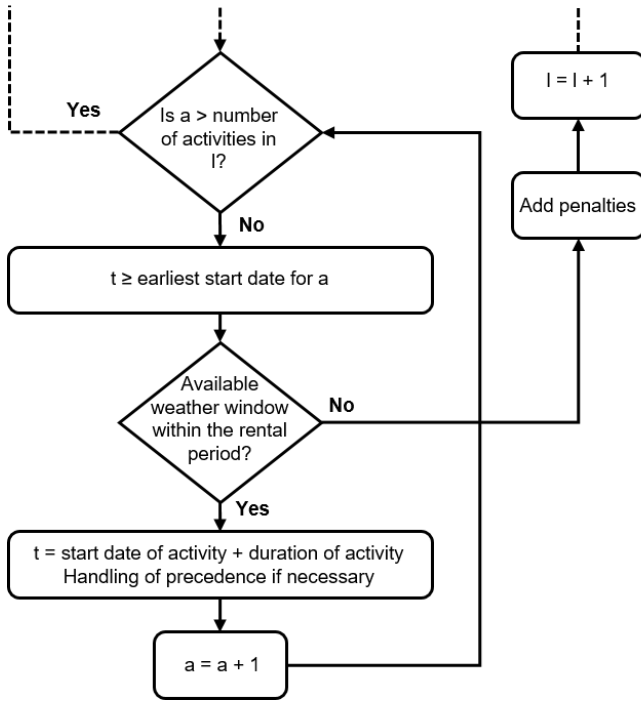 Yes
Is a > number
of activities in
I?
No
I = I + 1
Add penalties
t ≥ earliest start date for a
Available
weather window
within the rental
period?
No
Yes
t = start date of activity + duration of activity
Handling of precedence if necessary
a = a + 1